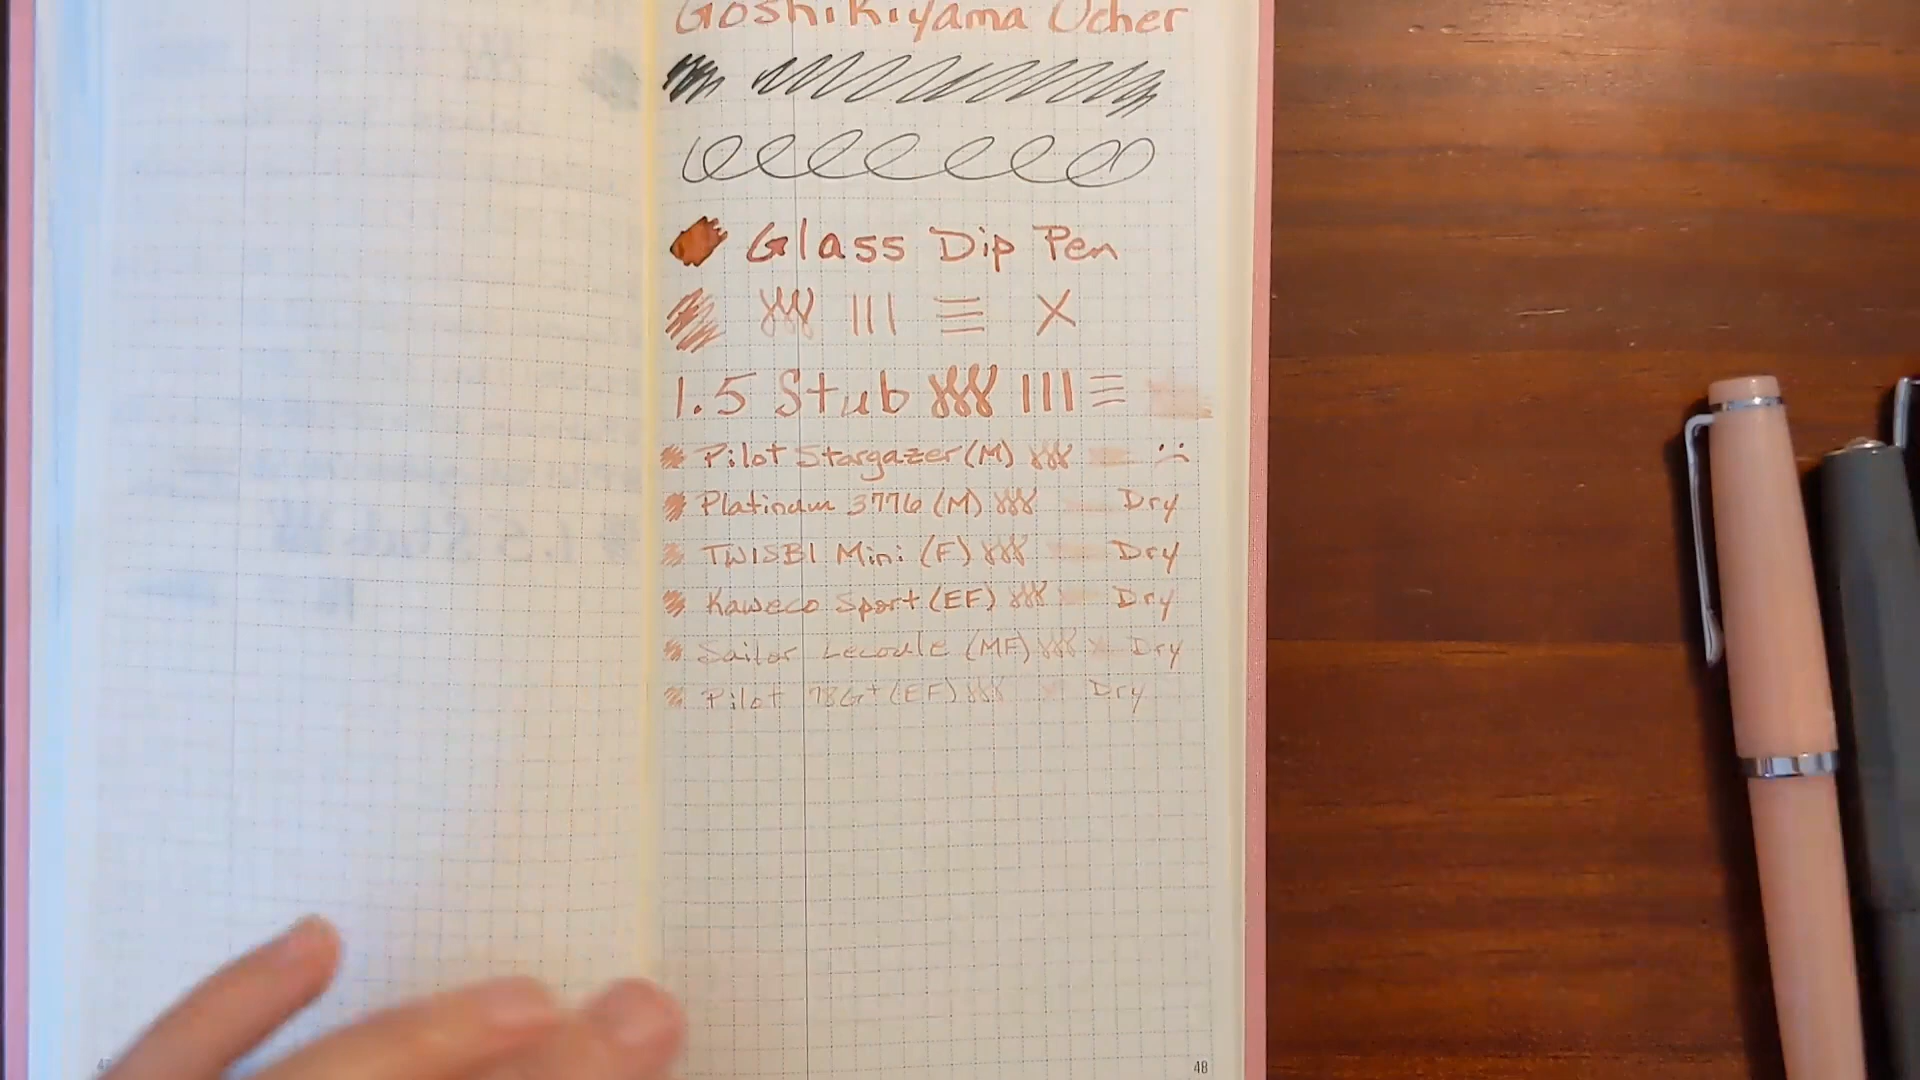 Goshikiyama Ocher
Glass Dip Pen
1.5 Stub
Pilot Stargazer (M)
Platinum 3776 (M) Dry
TWISBI Mini (F) Dry
Kaweco Sport (EF) Dry
Sailor Lecoule (MF) Dry
Pilot 78G+ (EF) Dry
48